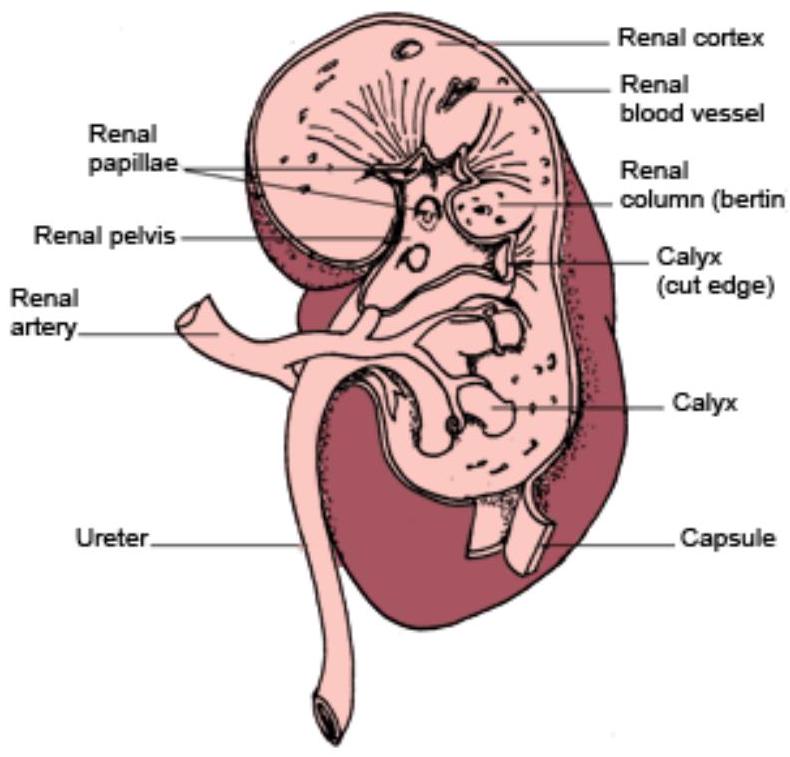 Renal cortex
Renal
blood vessel
Renal
papillae
Renal
column (bertin
Renal pelvis
Calyx
(cut edge)
Renal
artery
Calyx
Ureter
Capsule